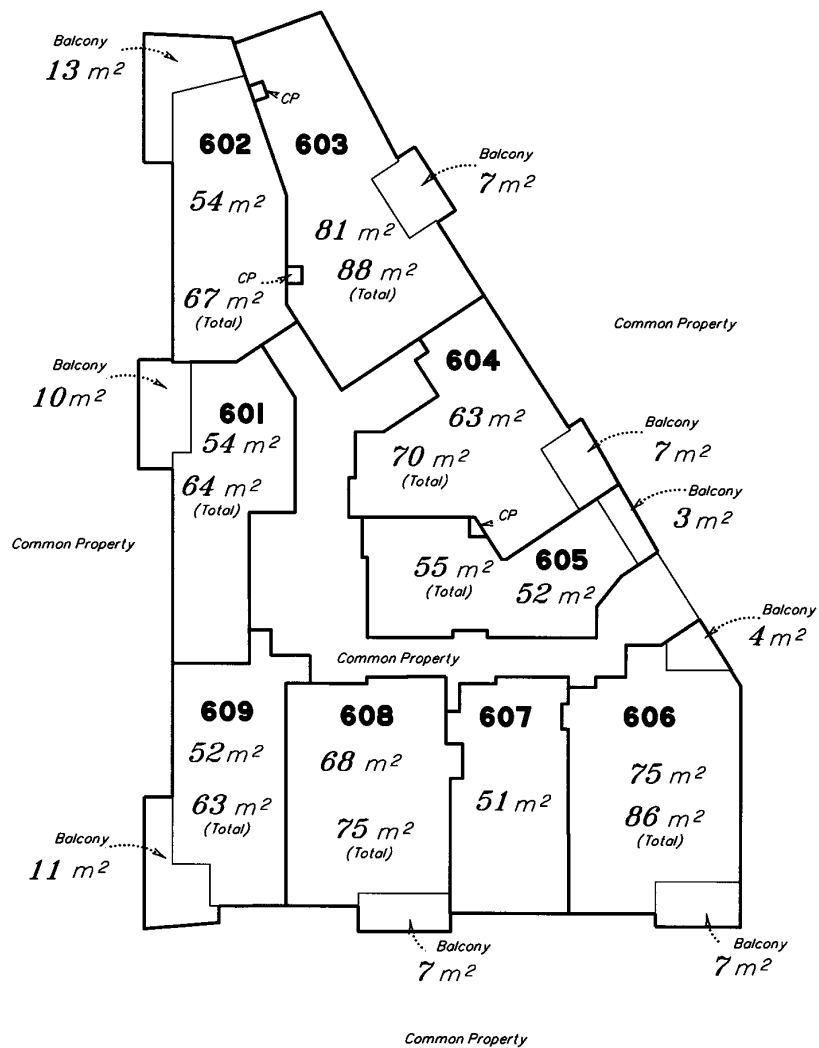 Balcony
13 m²
CP
602
603
Balcony
7 m²
54 m²
81 m²
88 m²
(Total)
CP
67 m²
(Total)
Common Property
Balcony
10 m²
604
601
63 m²
54 m²
Balcony
7 m²
70 m²
(Total)
64 m²
(Total)
Balcony
3 m²
CP
Common Property
605
55 m²
(Total)
52 m²
Balcony
4 m²
Common Property
609
608
607
606
52 m²
68 m²
75 m²
63 m²
(Total)
51 m²
86 m²
(Total)
75 m²
(Total)
Balcony
11 m²
Balcony
7 m²
Balcony
7 m²
Common Property